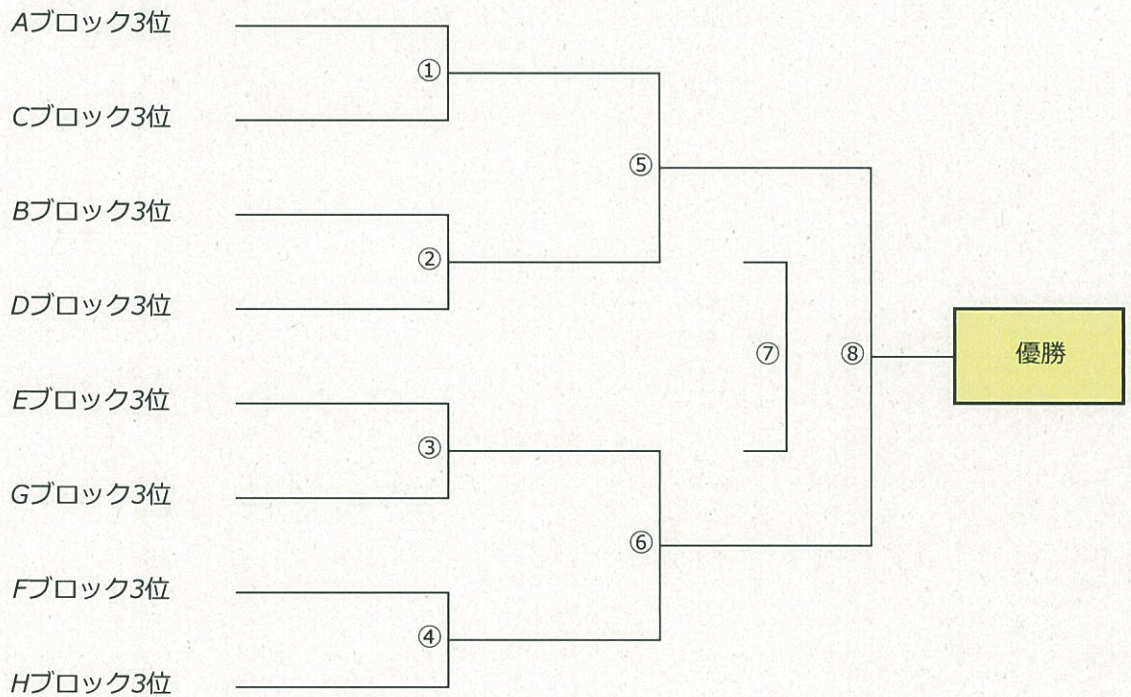 Aブロック3位
①
Cブロック3位
⑤
Bブロック3位
②
Dブロック3位
⑦ ⑧ 優勝
Eブロック3位
③
Gブロック3位
⑥
Fブロック3位
④
Hブロック3位